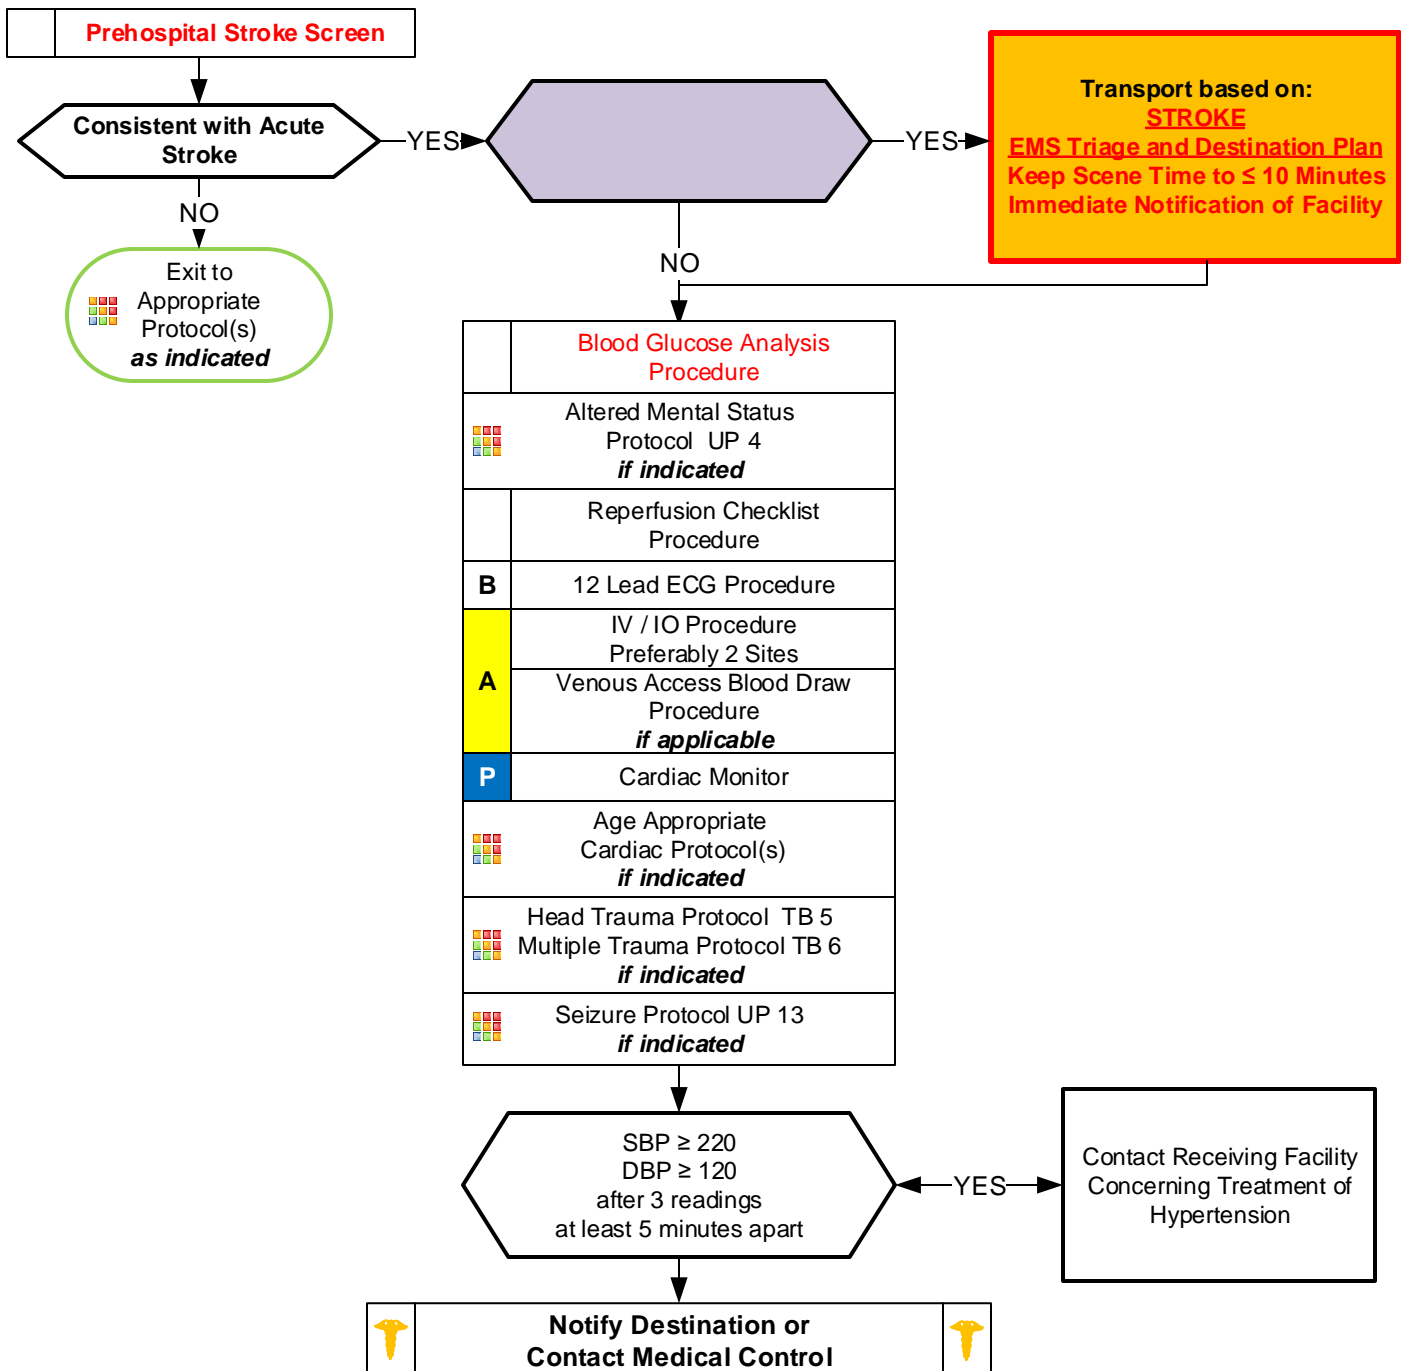 Prehospital Stroke Screen
Consistent with Acute
Stroke
YES
YES
Transport based on:
STROKE
EMS Triage and Destination Plan
Keep Scene Time to ≤ 10 Minutes
Immediate Notification of Facility
NO
Exit to
Appropriate
Protocol(s)
as indicated
NO
Blood Glucose Analysis
Procedure
Altered Mental Status
Protocol UP 4
if indicated
Reperfusion Checklist
Procedure
B
12 Lead ECG Procedure
A
IV / IO Procedure
Preferably 2 Sites
Venous Access Blood Draw
Procedure
if applicable
P
Cardiac Monitor
Age Appropriate
Cardiac Protocol(s)
if indicated
Head Trauma Protocol TB 5
Multiple Trauma Protocol TB 6
if indicated
Seizure Protocol UP 13
if indicated
SBP ≥ 220
DBP ≥ 120
after 3 readings
at least 5 minutes apart
YES
Contact Receiving Facility
Concerning Treatment of
Hypertension
Notify Destination or
Contact Medical Control